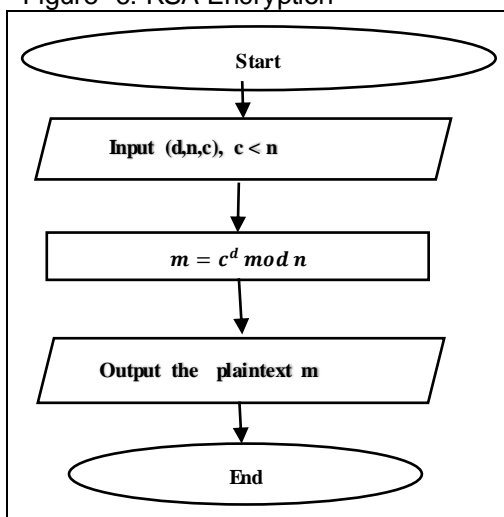 Figure 3: RSA Encryption
Start
Input (d,n,c), c < n
m = c^d mod n
Output the plaintext m
End